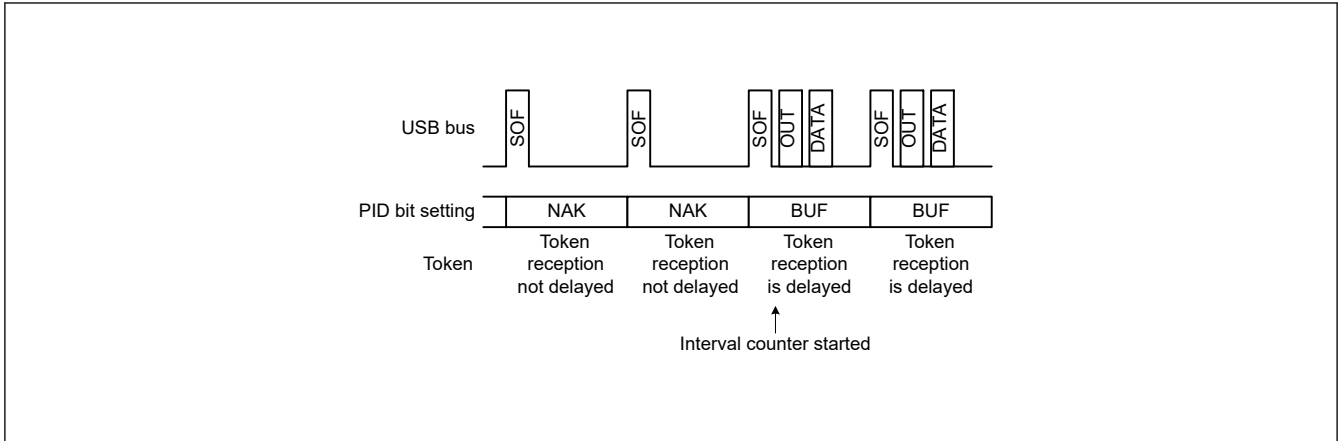 USB bus
SOF
SOF
SOF
OUT
DATA
SOF
OUT
DATA
PID bit setting
NAK
NAK
BUF
BUF
Token
Token
reception
not delayed
Token
reception
not delayed
Token
reception
is delayed
Token
reception
is delayed
Interval counter started